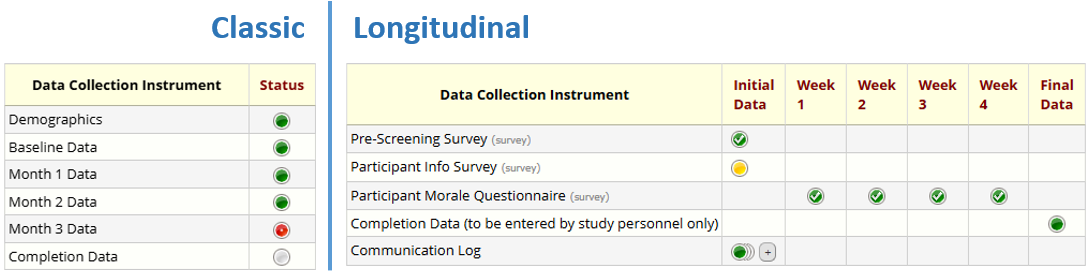 Classic
Longitudinal
Data Collection Instrument Status
Demographics
Baseline Data
Month 1 Data
Month 2 Data
Month 3 Data
Completion Data
Data Collection Instrument Initial Data Week 1 Week 2 Week 3 Week 4 Final Data
Pre-Screening Survey (survey)
Participant Info Survey (survey)
Participant Morale Questionnaire (survey)
Completion Data (to be entered by study personnel only)
Communication Log +